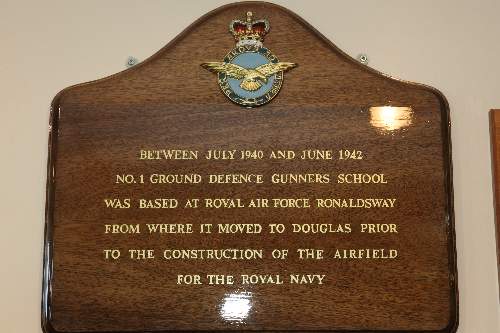 BETWEEN JULY 1940 AND JUNE 1942
NO. 1 GROUND DEFENCE GUNNERS SCHOOL
WAS BASED AT ROYAL AIR FORCE RONALDSWAY
FROM WHERE IT MOVED TO DOUGLAS PRIOR
TO THE CONSTRUCTION OF THE AIRFIELD
FOR THE ROYAL NAVY